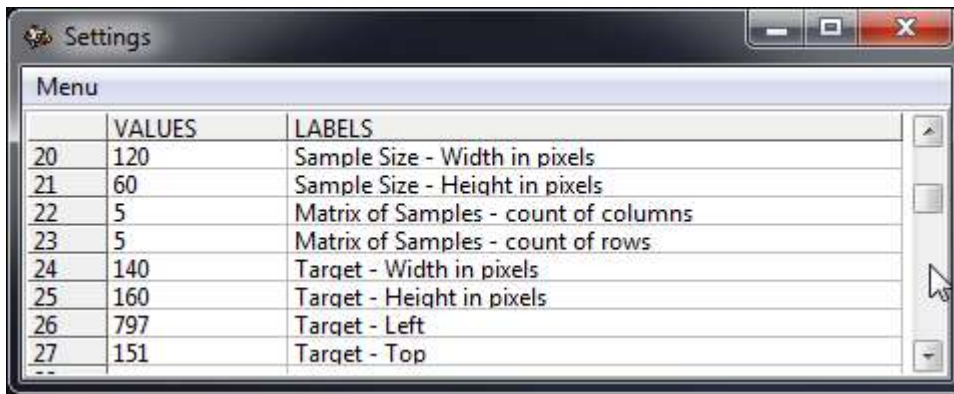 Settings
Menu
VALUES LABELS
20 120 Sample Size - Width in pixels
21 60 Sample Size - Height in pixels
22 5 Matrix of Samples - count of columns
23 5 Matrix of Samples - count of rows
24 140 Target - Width in pixels
25 160 Target - Height in pixels
26 797 Target - Left
27 151 Target - Top